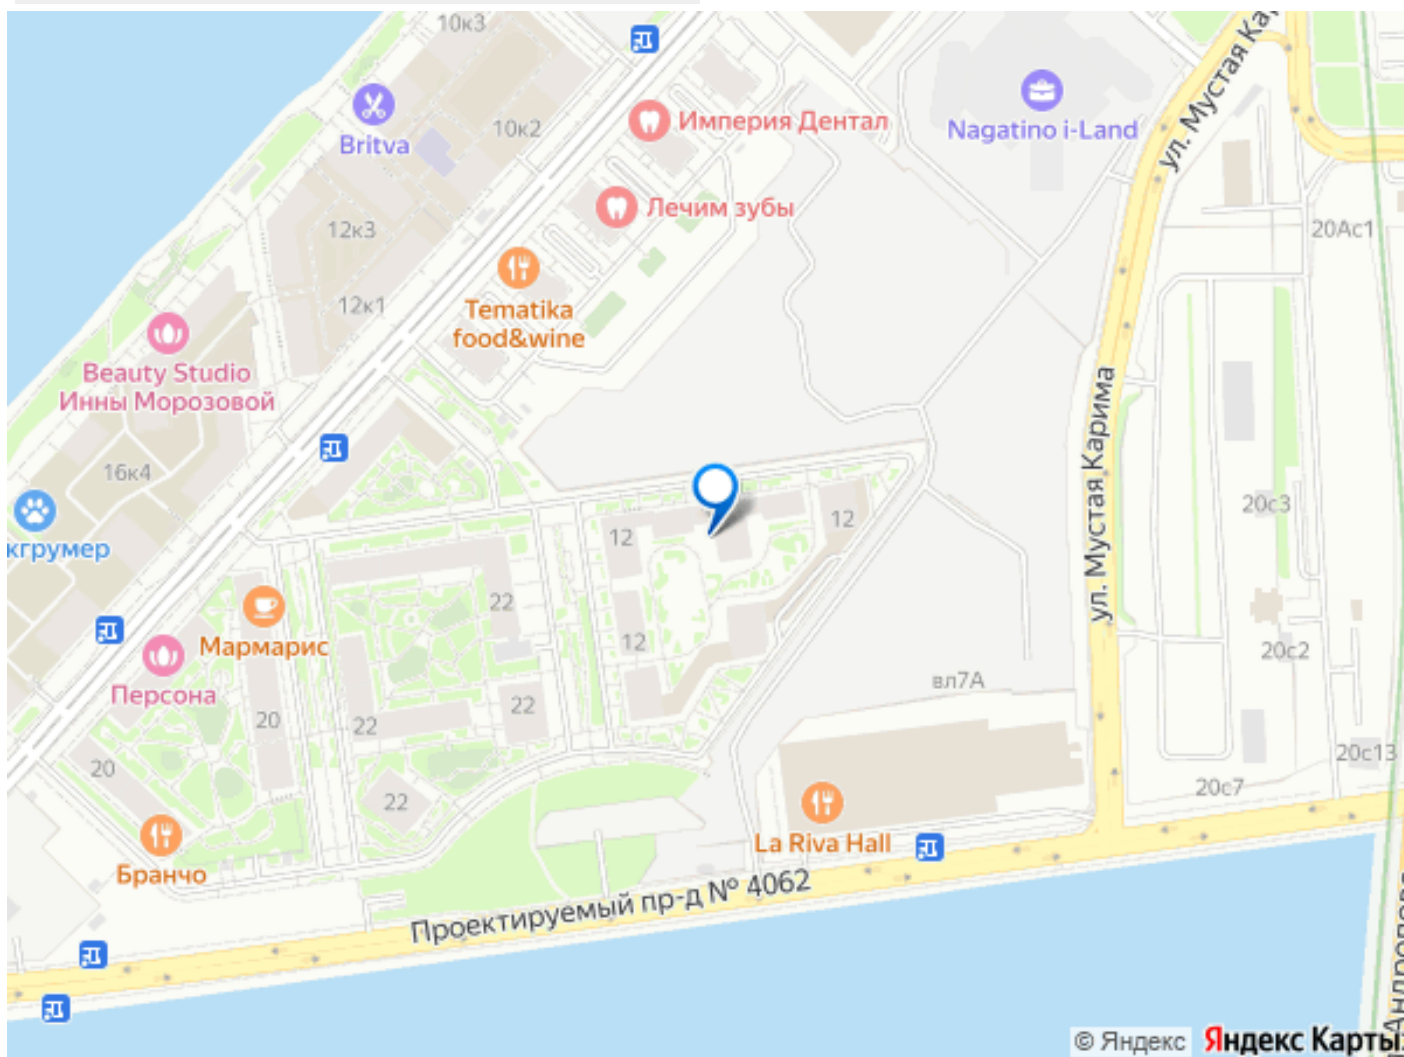 10к3
Britva
10к2
Империя Дентал
Nagatino i-Land
ул. Мустая Кар
Лечим зубы
12к3
20Ас1
Tematika
food&wine
12к1
Beauty Studio
Инны Морозовой
16к4
ул. Мустая Карима
20с3
кгрумер
12
12
22
Мармарис
12
20с2
Персона
20
22
22
вл7А
20
22
20с7
20с13
La Riva Hall
Бранчо
Проектируемый пр-д № 4062
Андропова
© Яндекс Яндекс Карты